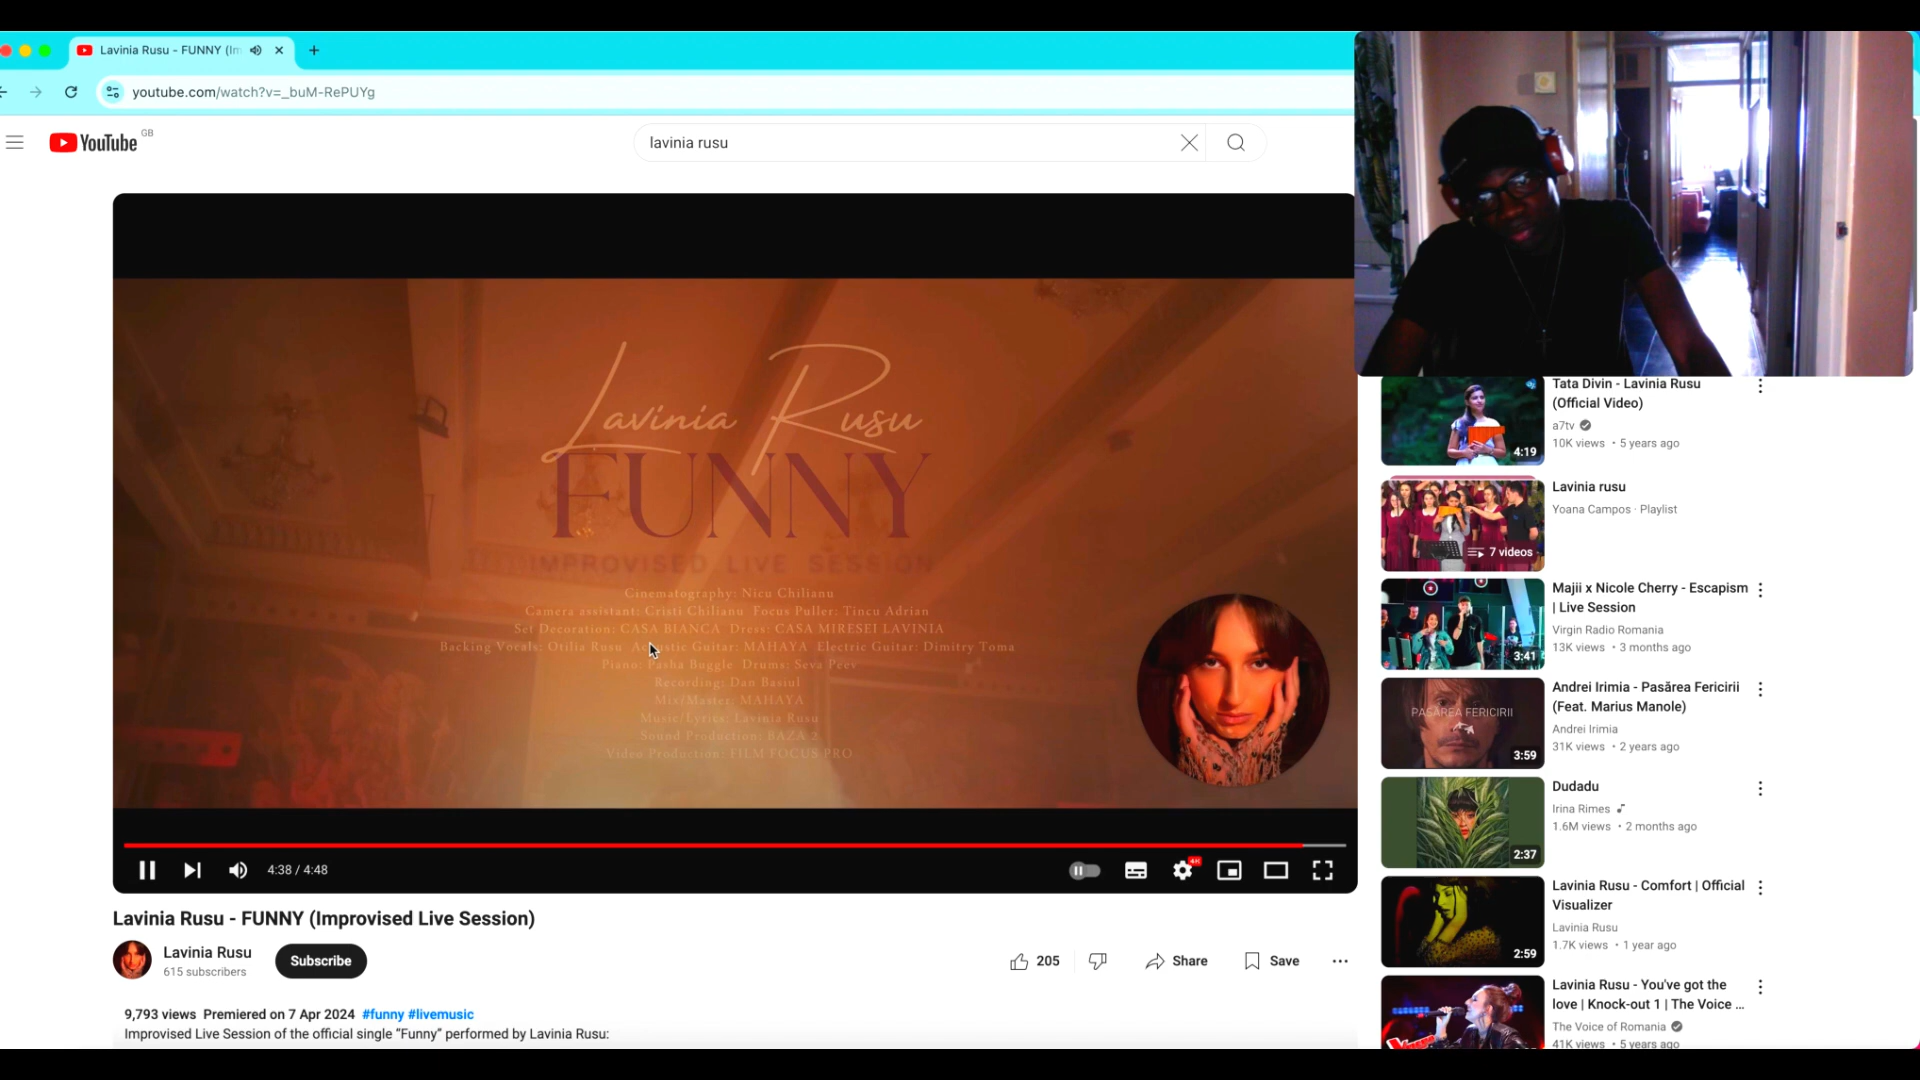 Lavinia Rusu - FUNNY (Im
youtube.com/watch?v=_buM-RePUYg
YouTube GB
lavinia rusu
Lavinia Rusu
FUNNY
IMPROVISED LIVE SESSION
Cinematography: Nicu Chilianu
Camera assistant: Cristi Chilianu Focus Puller: Tincu Adrian
Set Decoration: CASA BIANCA Dress: CASA MIRESEI LAVINIA
Backing Vocals: Otilia Rusu Acoustic Guitar: MAHAYA Electric Guitar: Dimitry Toma
Piano: Pasha Buggle Drums: Seva Peev
Recording: Dan Basiul
Mix/Master: MAHAYA
Music/Lyrics: Lavinia Rusu
Sound Production: BAZA 2
Video Production: FILM FOCUS PRO
4:38 / 4:48
4K
Lavinia Rusu - FUNNY (Improvised Live Session)
Lavinia Rusu
615 subscribers
Subscribe
205
Share
Save
9,793 views Premiered on 7 Apr 2024 #funny #livemusic
Improvised Live Session of the official single “Funny” performed by Lavinia Rusu:
Tata Divin - Lavinia Rusu
(Official Video)
a7tv
10K views • 5 years ago
4:19
Lavinia rusu
Yoana Campos · Playlist
7 videos
Majii x Nicole Cherry - Escapism
| Live Session
Virgin Radio Romania
13K views • 3 months ago
3:41
Andrei Irimia - Pasărea Fericirii
(Feat. Marius Manole)
Andrei Irimia
31K views • 2 years ago
PASĂREA FERICIRII
3:59
Dudadu
Irina Rimes
1.6M views • 2 months ago
2:37
Lavinia Rusu - Comfort | Official
Visualizer
Lavinia Rusu
1.7K views • 1 year ago
2:59
Lavinia Rusu - You've got the
love | Knock-out 1 | The Voice ...
The Voice of Romania
41K views • 5 years ago